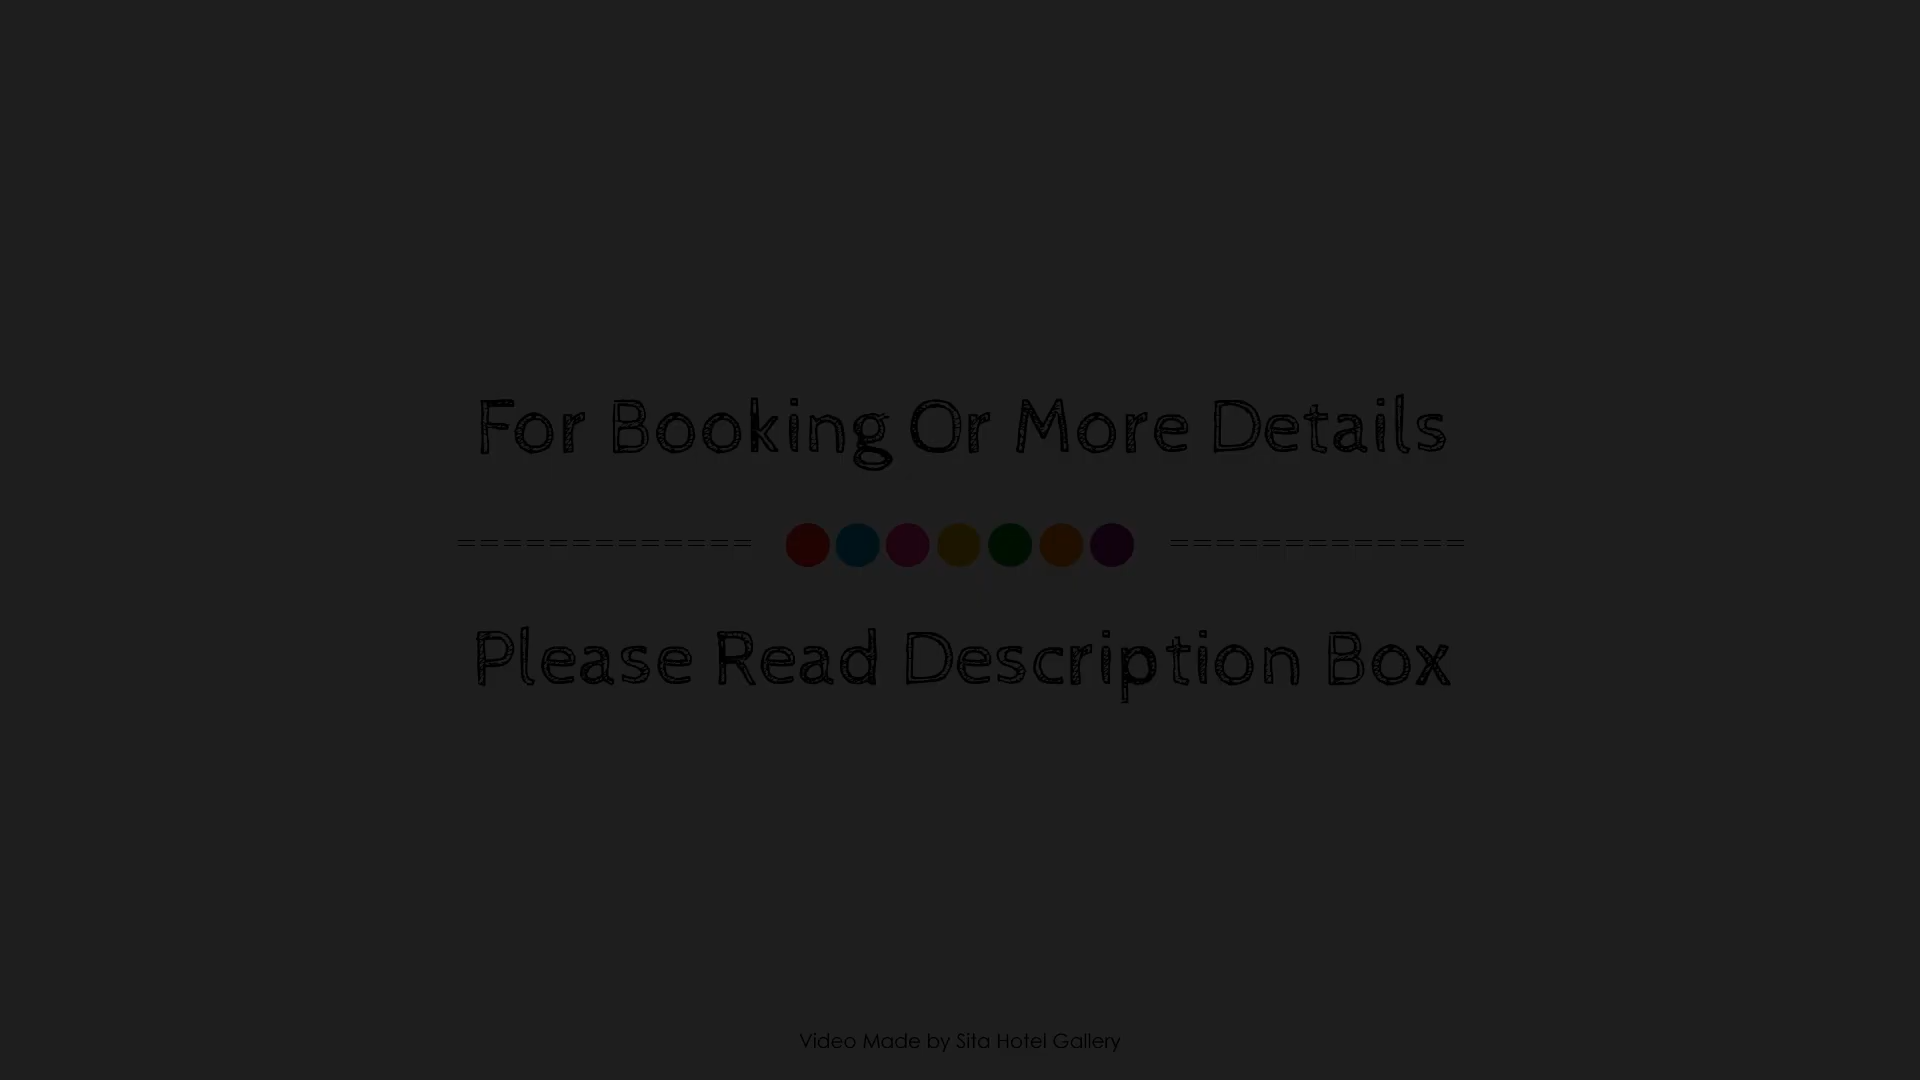 For Booking Or More Details
============= =============
Please Read Description Box
Video Made by Sita Hotel Gallery